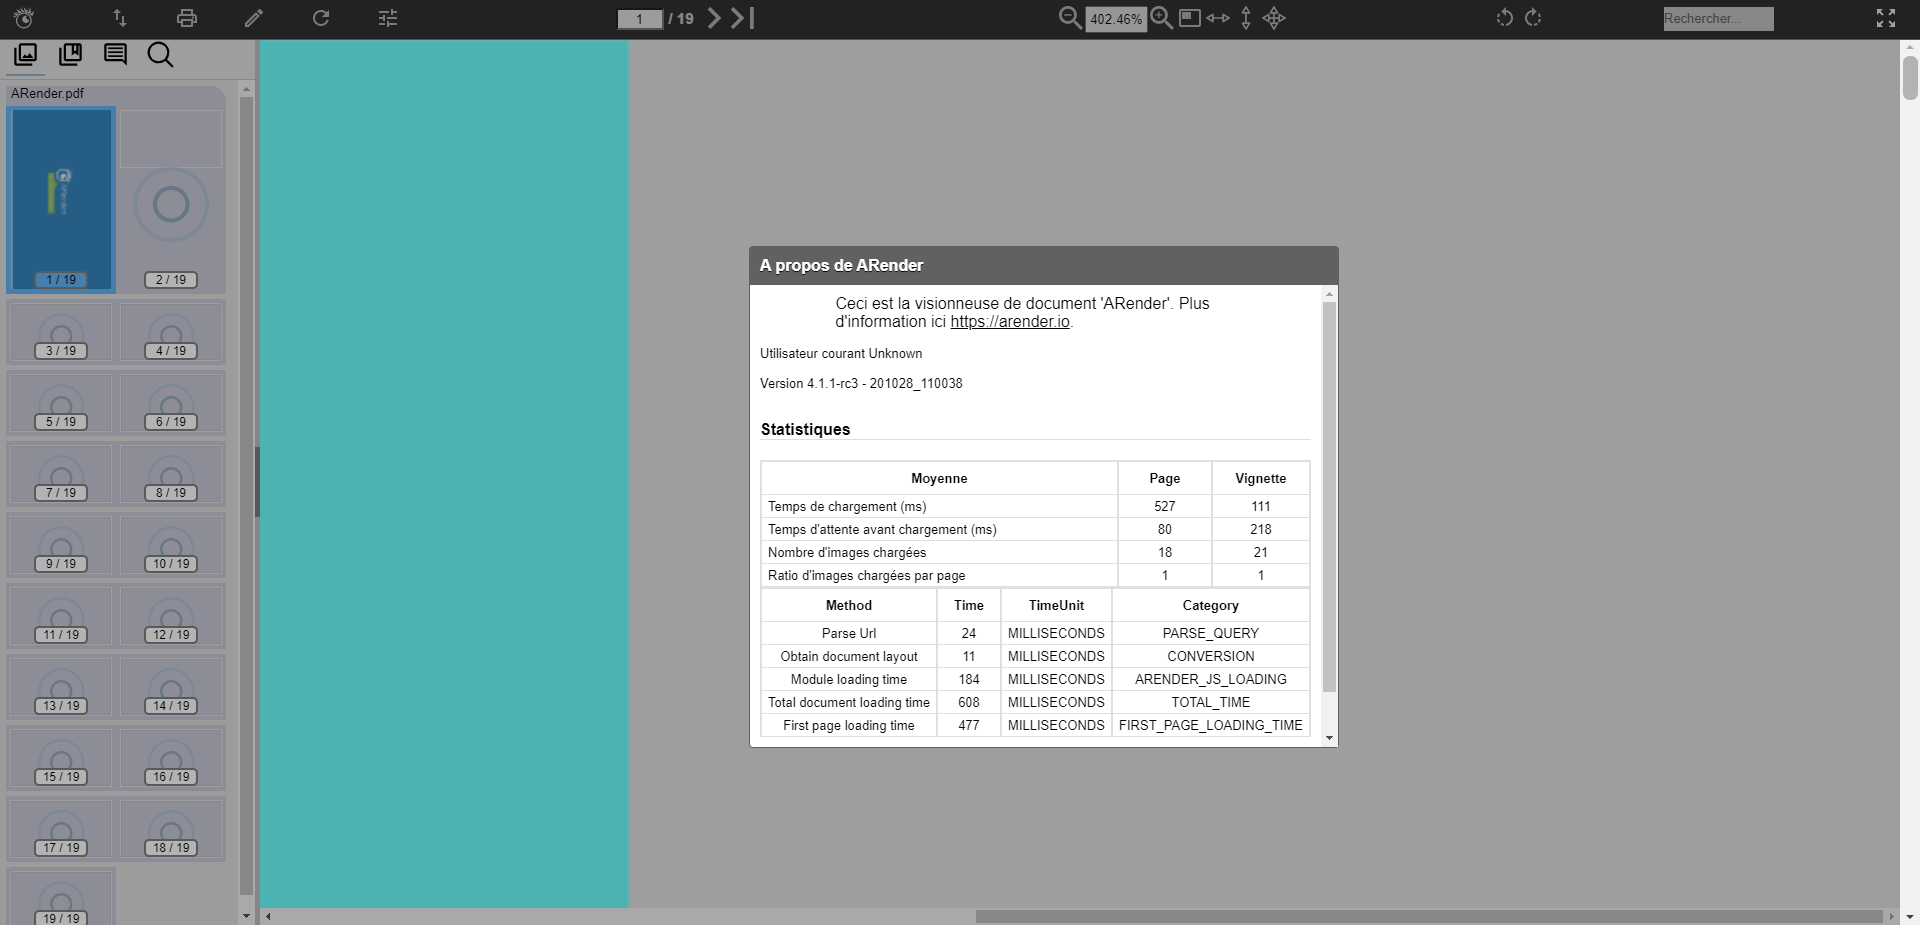 1 / 19
402.46%
Rechercher...
ARender.pdf
1 / 19
2 / 19
3 / 19
4 / 19
5 / 19
6 / 19
7 / 19
8 / 19
9 / 19
10 / 19
11 / 19
12 / 19
13 / 19
14 / 19
15 / 19
16 / 19
17 / 19
18 / 19
19 / 19
A propos de ARender
Ceci est la visionneuse de document 'ARender'. Plus
d'information ici https://arender.io.
Utilisateur courant Unknown
Version 4.1.1-rc3 - 201028_110038
Statistiques
Moyenne Page Vignette
Temps de chargement (ms) 527 111
Temps d'attente avant chargement (ms) 80 218
Nombre d'images chargées 18 21
Ratio d'images chargées par page 1 1
Method Time TimeUnit Category
Parse Url 24 MILLISECONDS PARSE_QUERY
Obtain document layout 11 MILLISECONDS CONVERSION
Module loading time 184 MILLISECONDS ARENDER_JS_LOADING
Total document loading time 608 MILLISECONDS TOTAL_TIME
First page loading time 477 MILLISECONDS FIRST_PAGE_LOADING_TIME